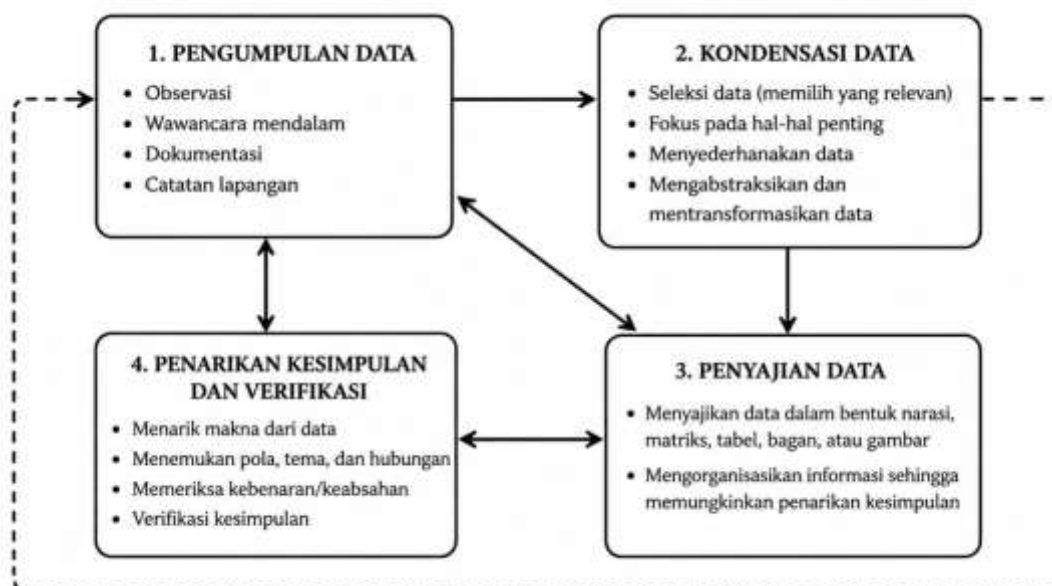 1. PENGUMPULAN DATA
• Observasi
• Wawancara mendalam
• Dokumentasi
• Catatan lapangan
2. KONDENSASI DATA
• Seleksi data (memilih yang relevan)
• Fokus pada hal-hal penting
• Menyederhanakan data
• Mengabstraksikan dan
mentransformasikan data
3. PENYAJIAN DATA
• Menyajikan data dalam bentuk narasi,
matriks, tabel, bagan, atau gambar
• Mengorganisasikan informasi sehingga
memungkinkan penarikan kesimpulan
4. PENARIKAN KESIMPULAN
DAN VERIFIKASI
• Menarik makna dari data
• Menemukan pola, tema, dan hubungan
• Memeriksa kebenaran/keabsahan
• Verifikasi kesimpulan